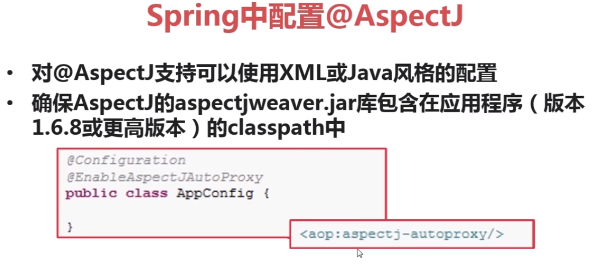 Spring中配置@AspectJ
• 对@AspectJ支持可以使用XML或Java风格的配置
• 确保AspectJ的aspectjweaver.jar库包含在应用程序（版本
1.6.8或更高版本）的classpath中
@Configuration
@EnableAspectJAutoProxy
public class AppConfig {
}
<aop:aspectj-autoproxy/>